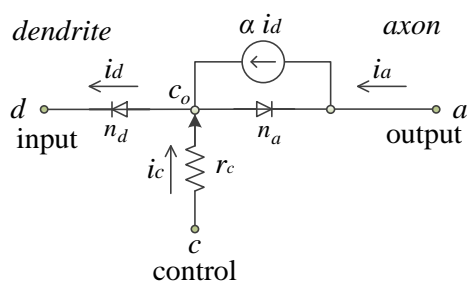 dendrite
α i_d
axon
i_d
c_o
i_a
d
a
input
n_d
n_a
output
i_c
r_c
c
control